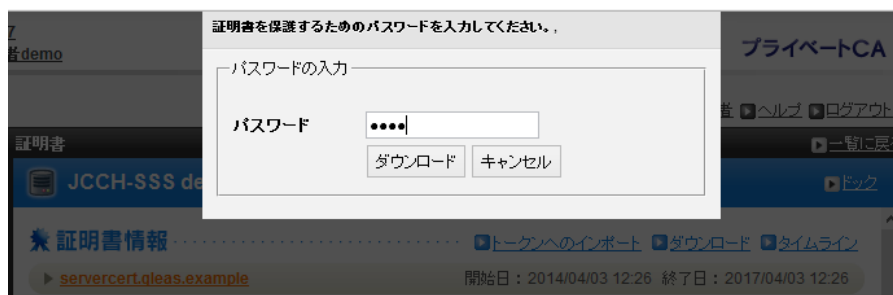 証明書を保護するためのパスワードを入力してください。,
者demo
プライベートCA
パスワードの入力
者 ヘルプ ログアウト
パスワード
••••
証明書
一覧に戻
ダウンロード キャンセル
JCCH-SSS de
ドック
証明書情報 トークンへのインポート ダウンロード タイムライン
servercert.gleas.example 開始日：2014/04/03 12:26 終了日：2017/04/03 12:26